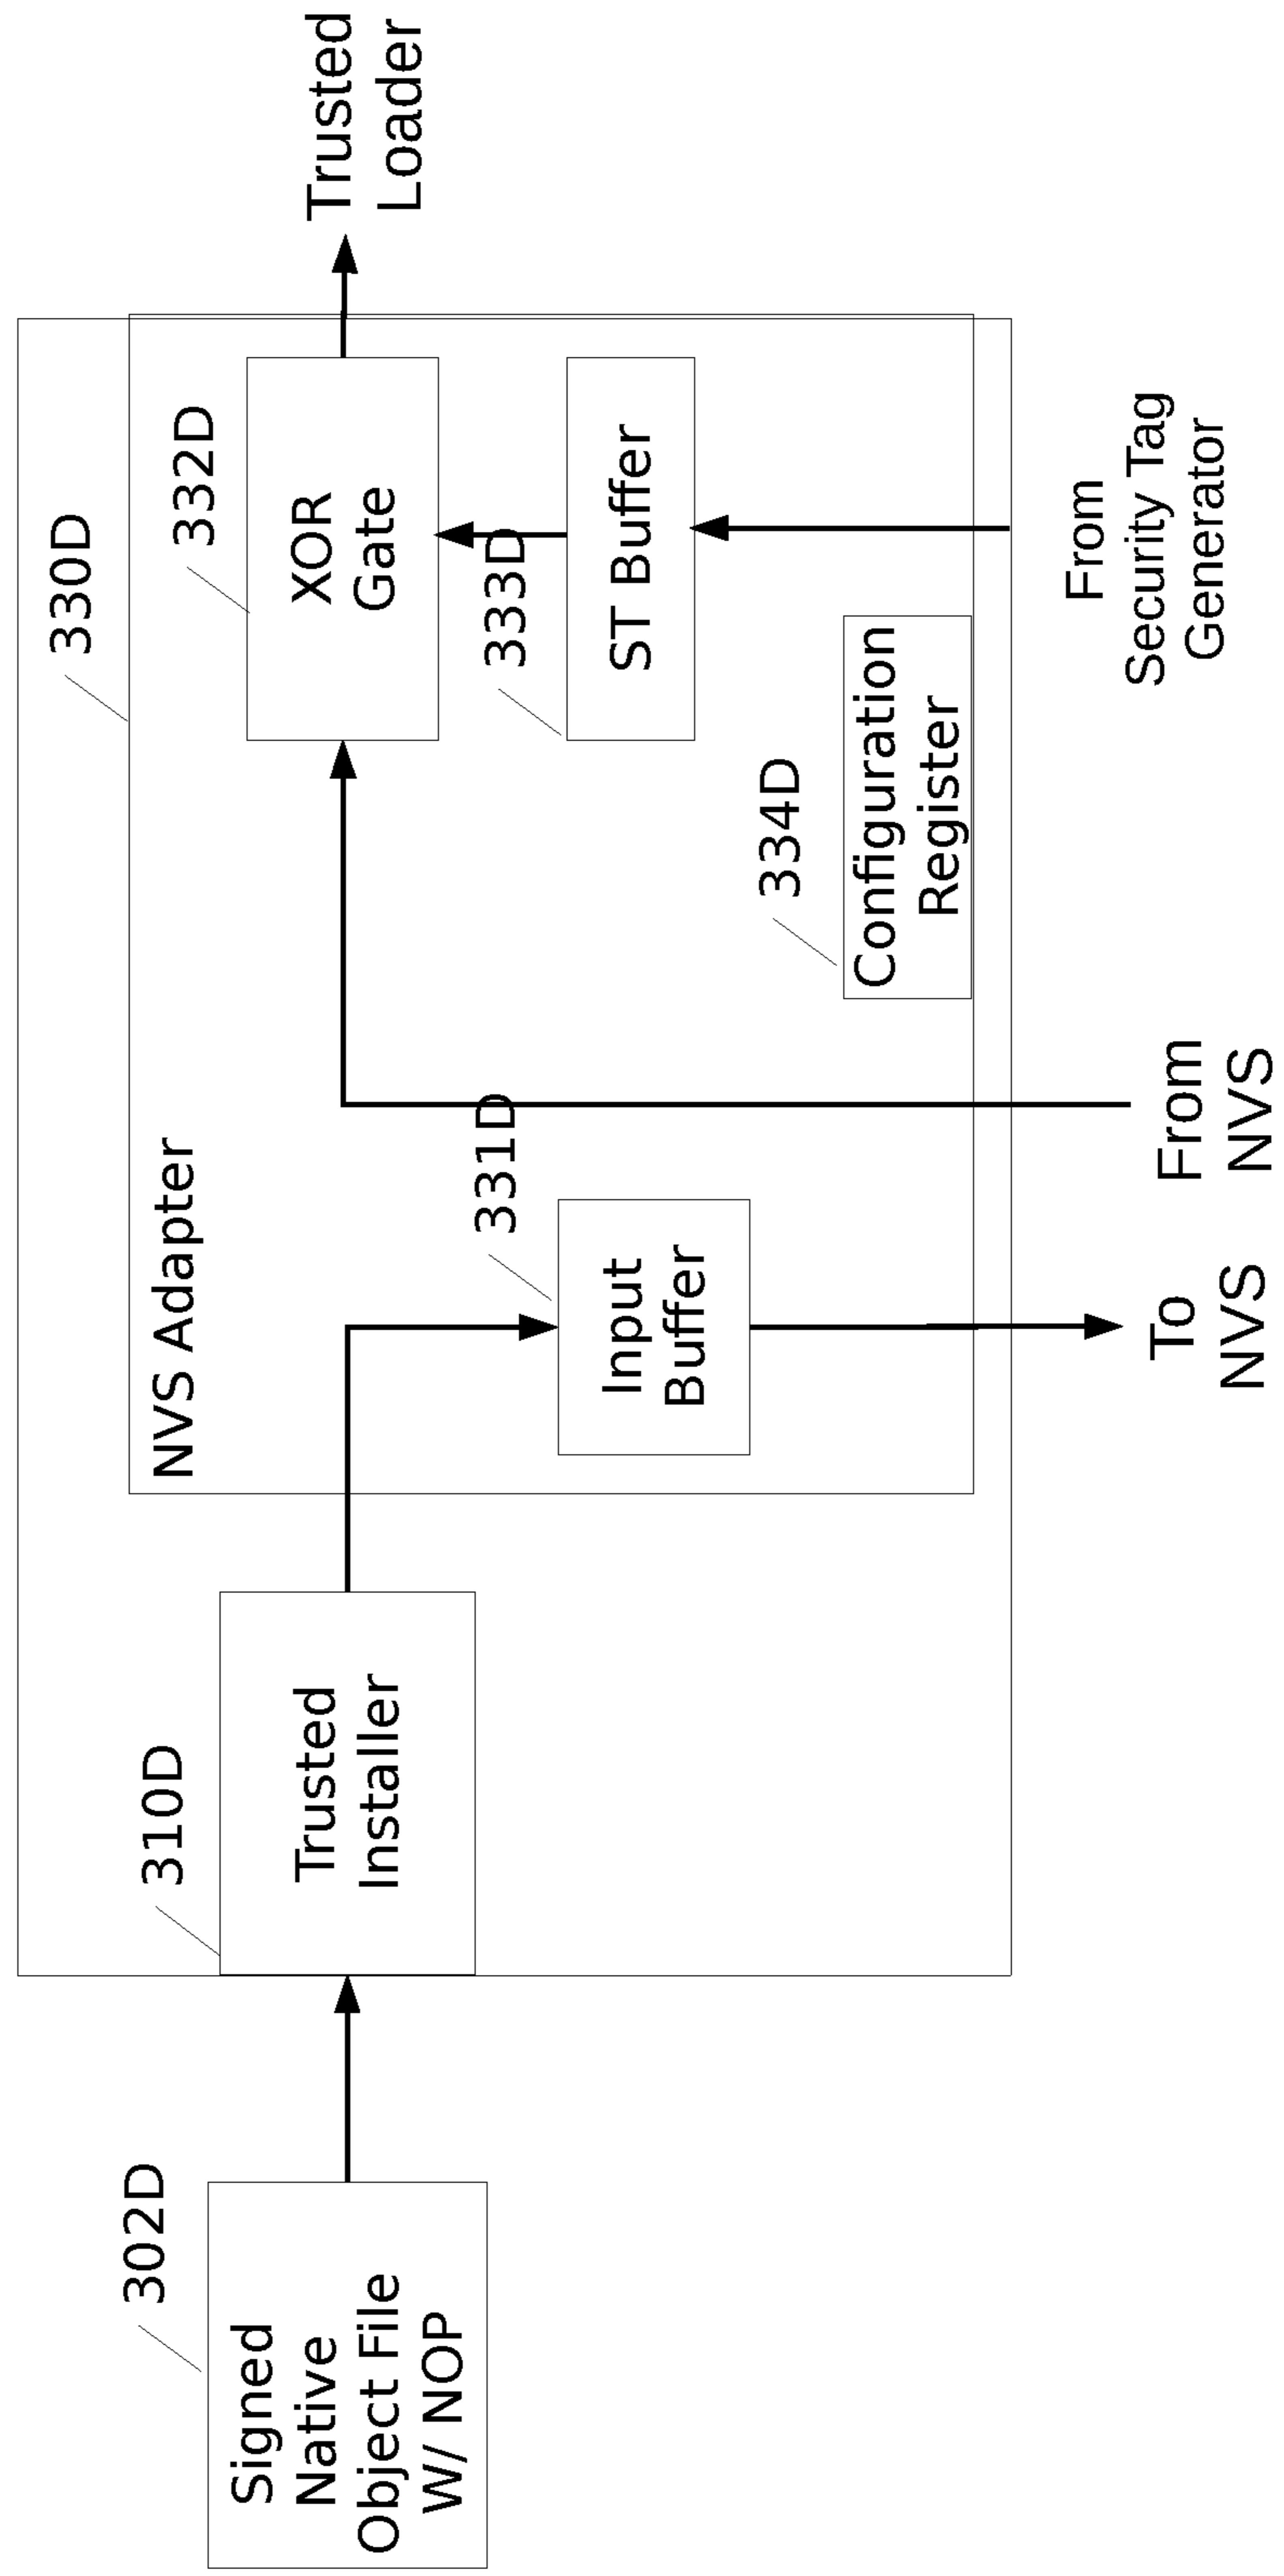 330D
332D
Trusted
Loader
NVS Adapter
XOR
Gate
310D
333D
302D
Trusted
Installer
331D
ST Buffer
Signed
Native
Object File
W/ NOP
Input
Buffer
334D
Configuration
Register
To
NVS
From
NVS
From
Security Tag
Generator